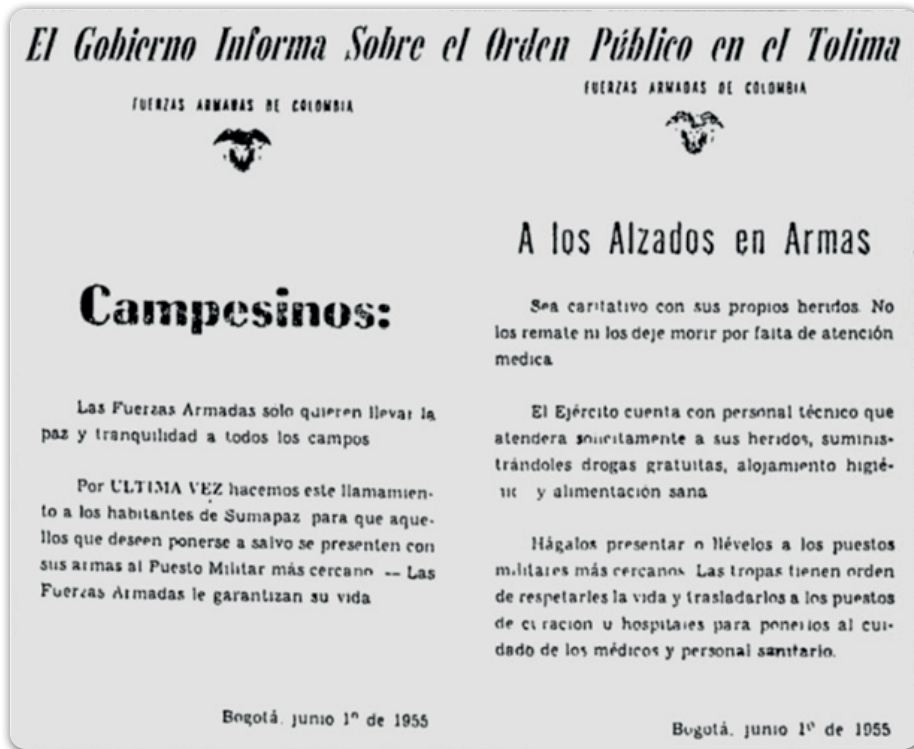 El Gobierno Informa Sobre el Orden Público en el Tolima
FUERZAS ARMADAS DE COLOMBIA
Campesinos:
Las Fuerzas Armadas sólo quieren llevar la
paz y tranquilidad a todos los campos
Por ULTIMA VEZ hacemos este llamamien-
to a los habitantes de Sumapaz para que aque-
llos que deseen ponerse a salvo se presenten con
sus armas al Puesto Militar más cercano -- Las
Fuerzas Armadas le garantizan su vida
Bogotá, junio 1º de 1955
FUERZAS ARMADAS DE COLOMBIA
A los Alzados en Armas
Sea caritativo con sus propios heridos. No
los remate ni los deje morir por falta de atención
medica
El Ejército cuenta con personal técnico que
atendera solicitamente a sus heridos, suminis-
trándoles drogas gratuitas, alojamiento higié-
y alimentación sana
Hágalos presentar o llévelos a los puestos
militares más cercanos. Las tropas tienen orden
de respetarles la vida y trasladarlos a los puestos
de curación u hospitales para ponerlos al cui-
dado de los médicos y personal sanitario.
Bogotá, junio 1º de 1955